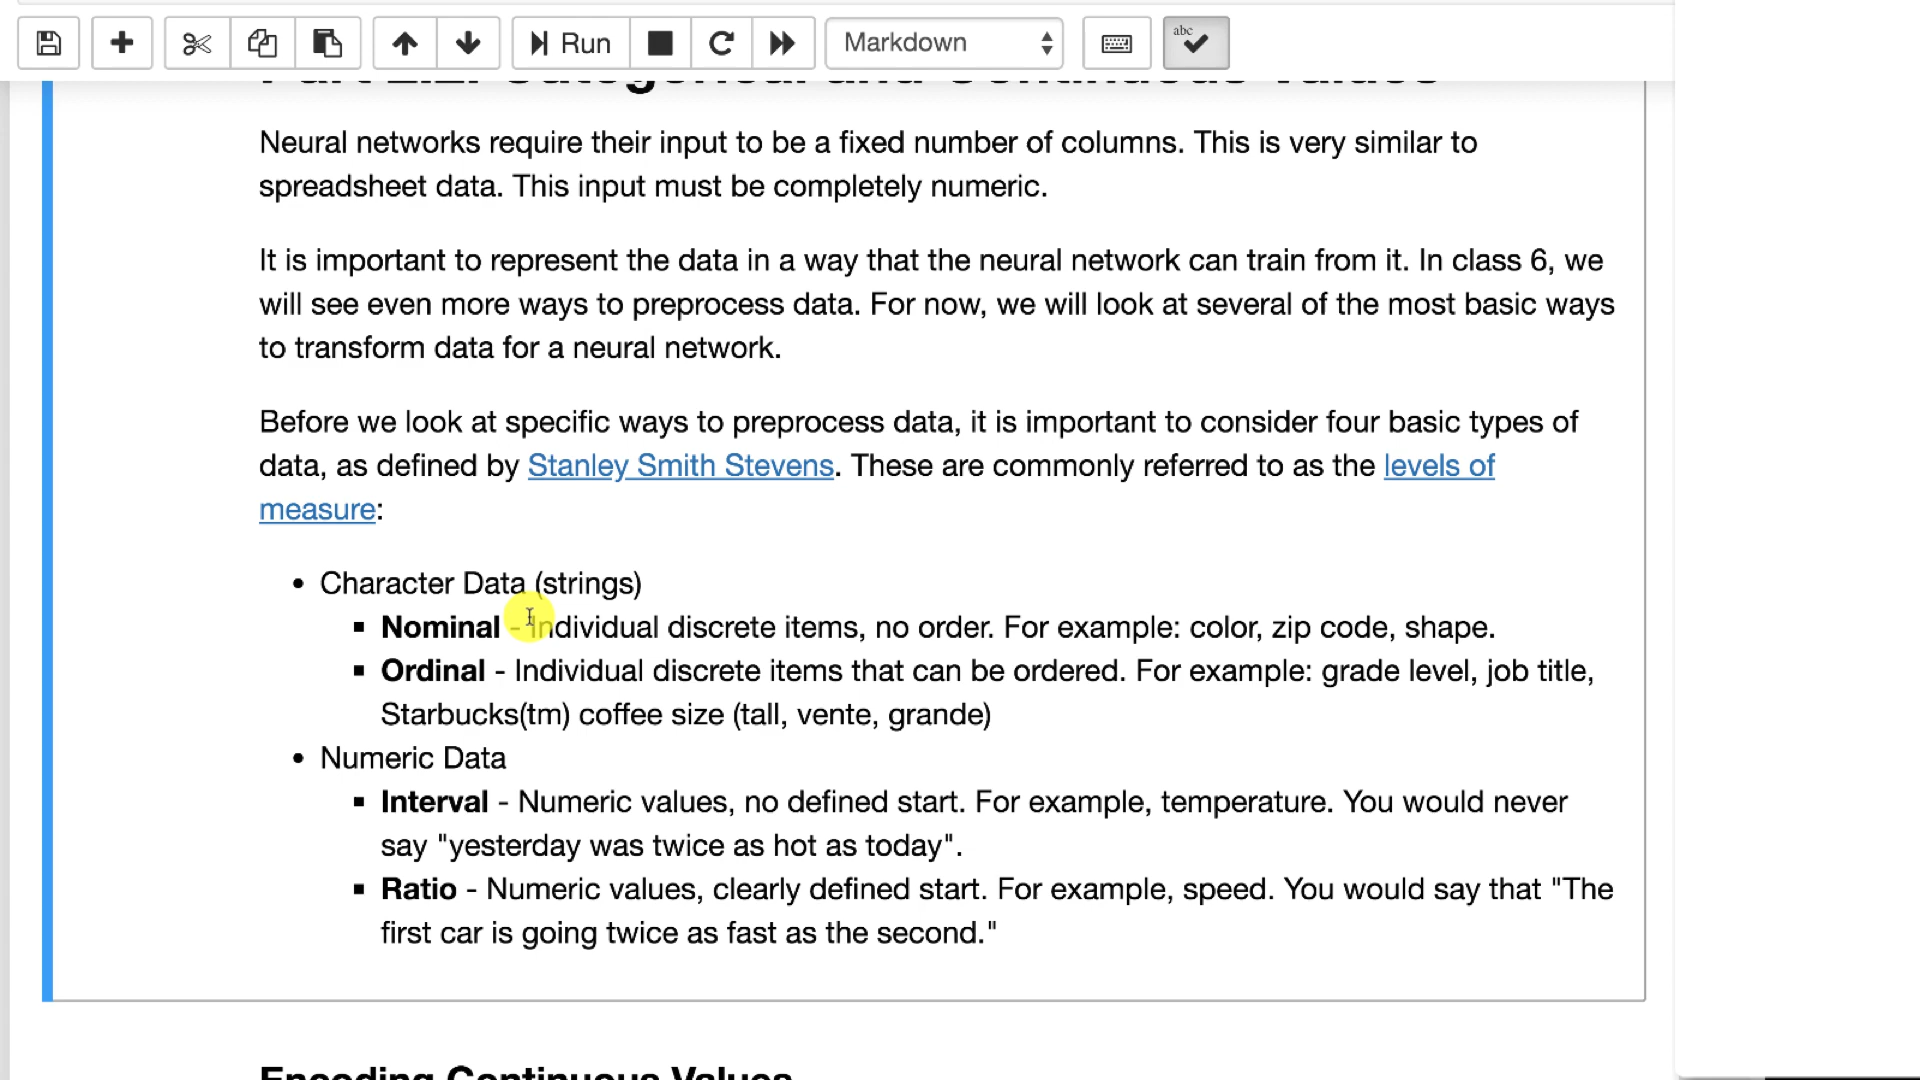 Run
Markdown
abc
Part 2.2: Categorical and Continuous Values
Neural networks require their input to be a fixed number of columns. This is very similar to
spreadsheet data. This input must be completely numeric.
It is important to represent the data in a way that the neural network can train from it. In class 6, we
will see even more ways to preprocess data. For now, we will look at several of the most basic ways
to transform data for a neural network.
Before we look at specific ways to preprocess data, it is important to consider four basic types of
data, as defined by Stanley Smith Stevens. These are commonly referred to as the levels of
measure:
• Character Data (strings)
▪ Nominal - Individual discrete items, no order. For example: color, zip code, shape.
▪ Ordinal - Individual discrete items that can be ordered. For example: grade level, job title,
Starbucks(tm) coffee size (tall, vente, grande)
• Numeric Data
▪ Interval - Numeric values, no defined start. For example, temperature. You would never
say "yesterday was twice as hot as today".
▪ Ratio - Numeric values, clearly defined start. For example, speed. You would say that "The
first car is going twice as fast as the second."
Encoding Continuous Values